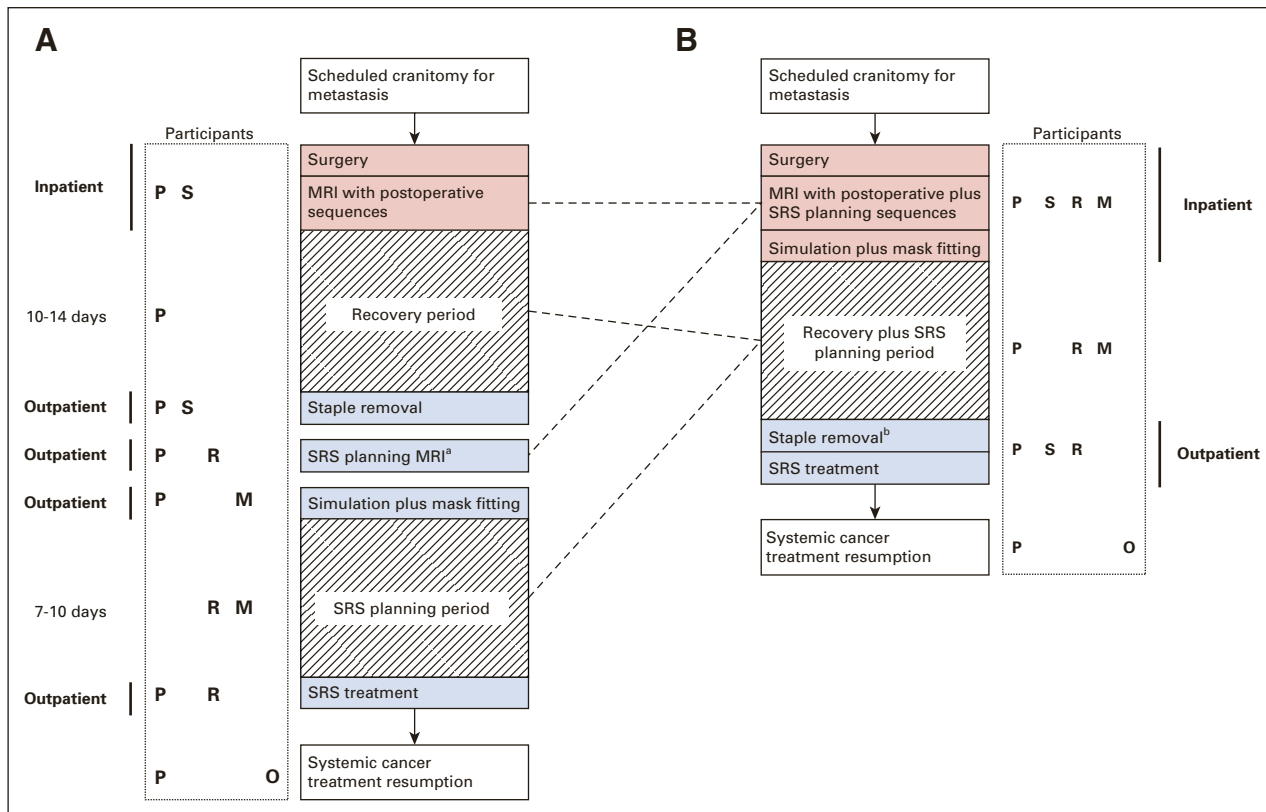 A
Scheduled cranitomy for
metastasis
Participants
Inpatient
P S
Surgery
MRI with postoperative
sequences
10-14 days
P
Recovery period
Outpatient
P S
Staple removal
Outpatient
P R
SRS planning MRIa
Outpatient
P M
Simulation plus mask fitting
7-10 days
R M
SRS planning period
Outpatient
P R
SRS treatment
P O
Systemic cancer
treatment resumption
B
Scheduled cranitomy for
metastasis
Participants
Surgery
MRI with postoperative plus
SRS planning sequences
Simulation plus mask fitting
P S R M
Inpatient
Recovery plus SRS
planning period
P R M
Staple removalb
SRS treatment
P S R
Outpatient
Systemic cancer
treatment resumption
P O